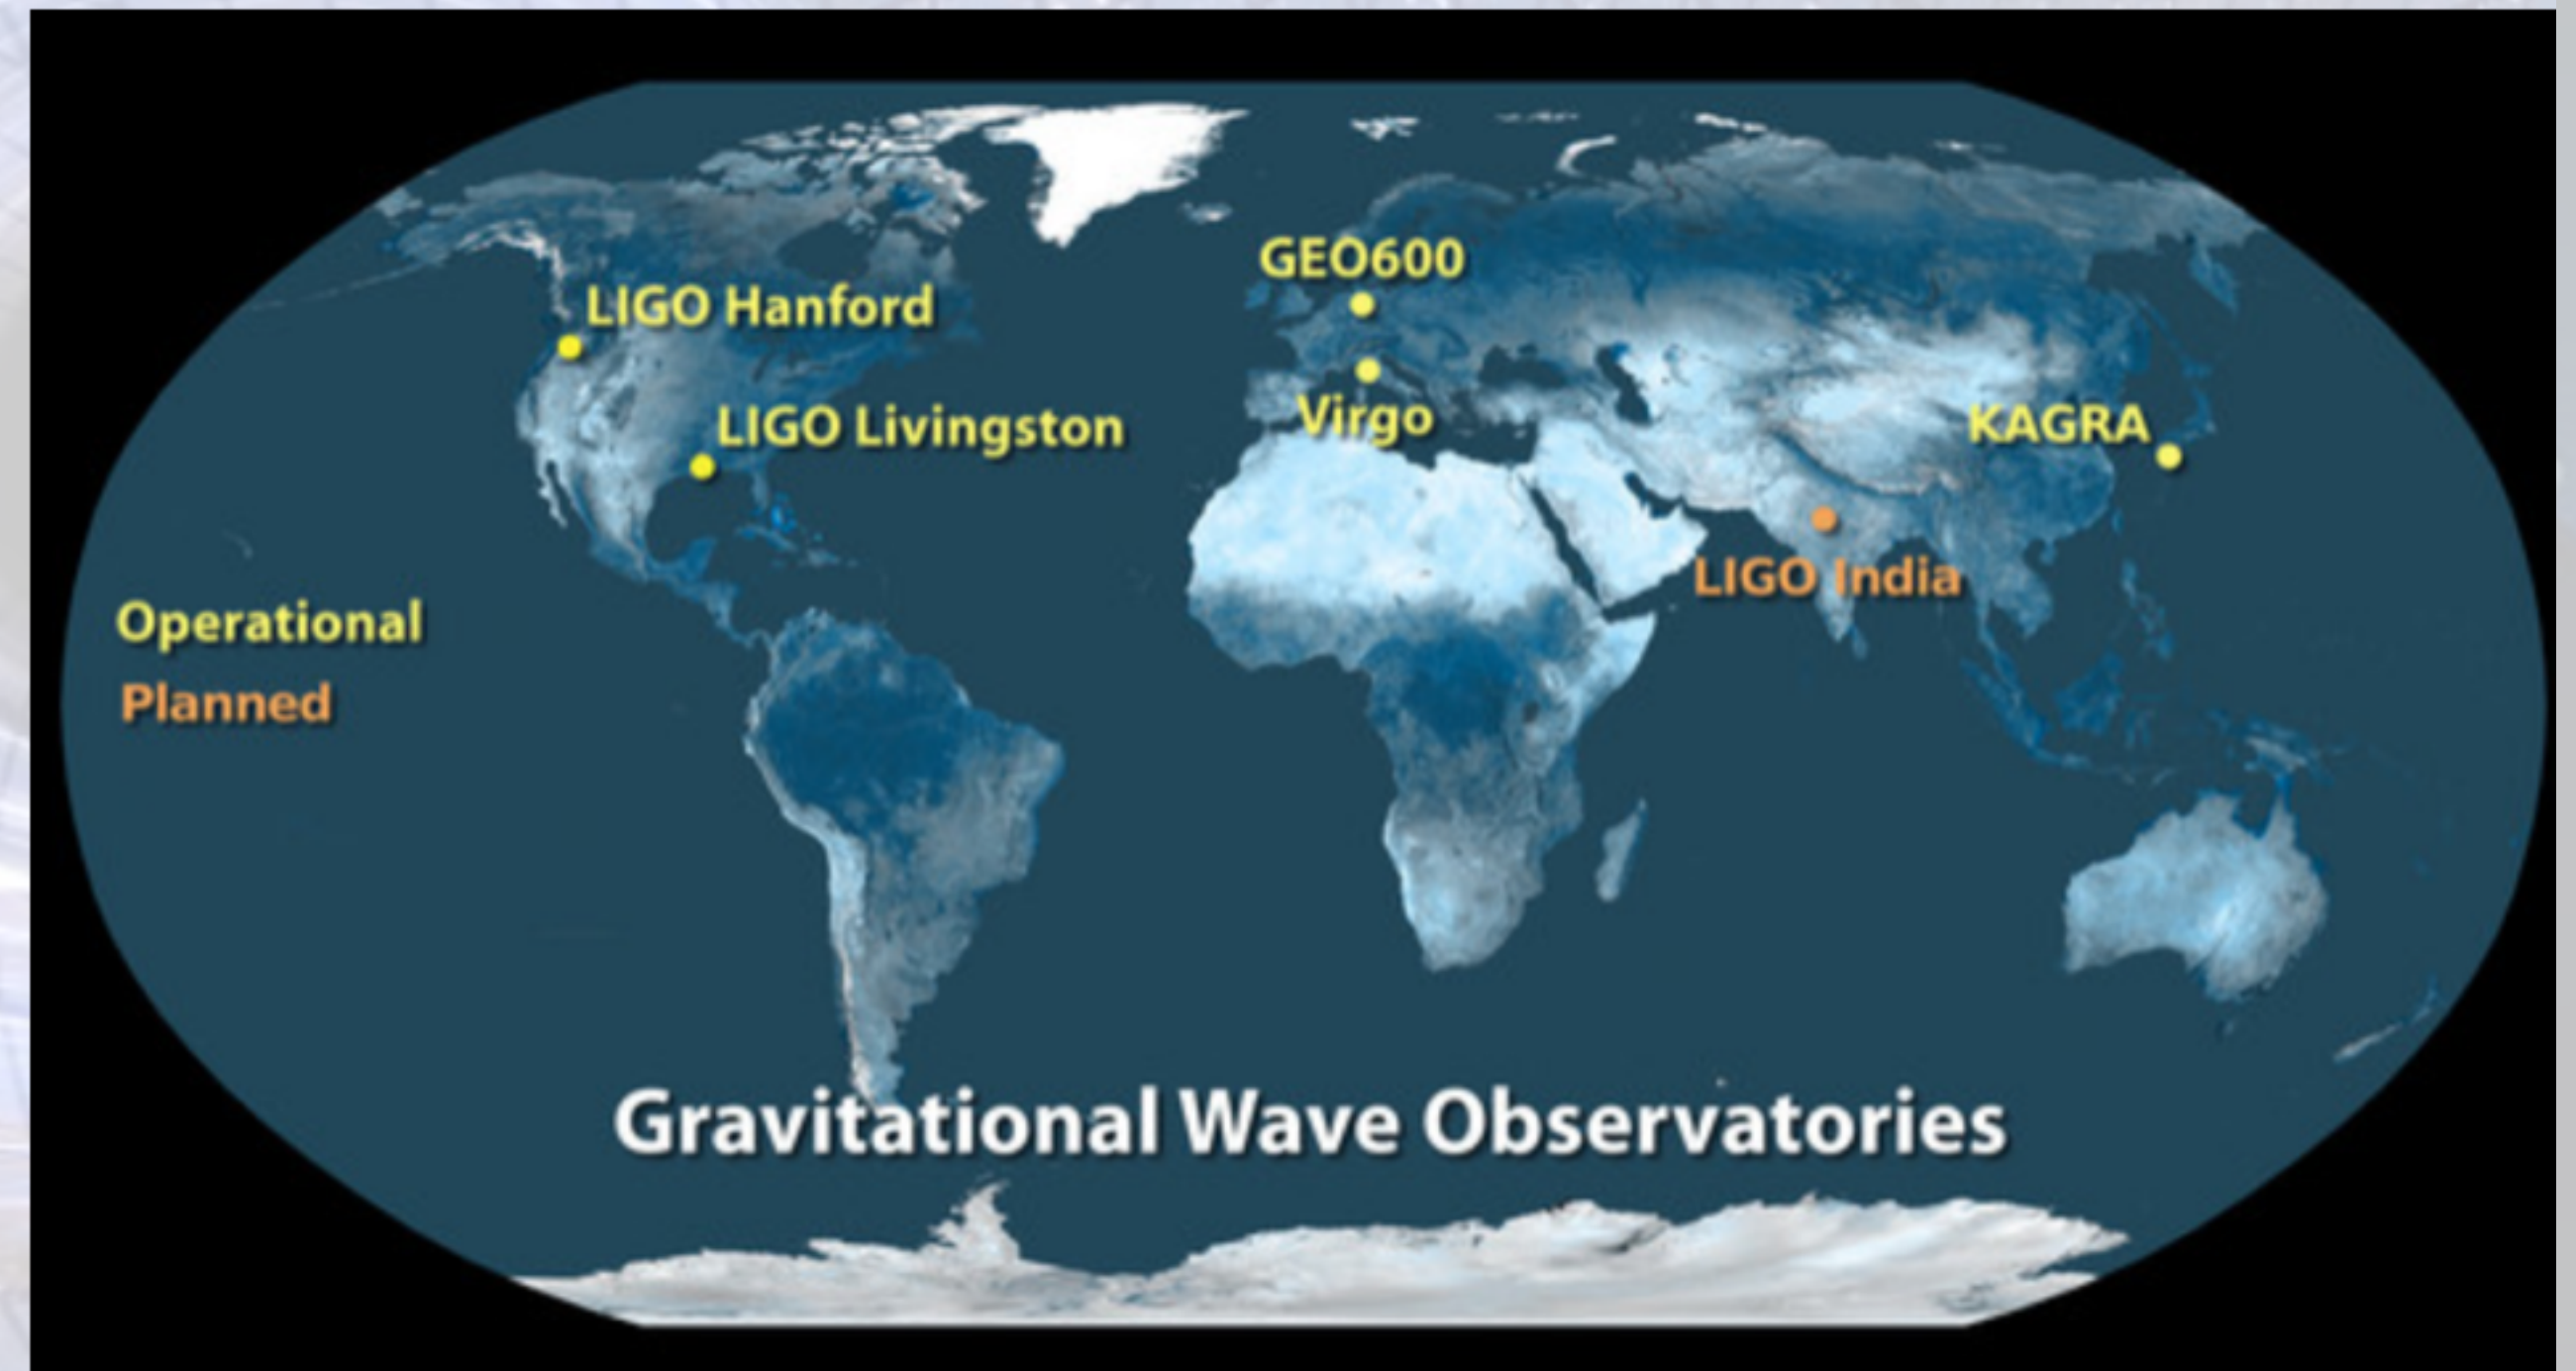 GEO600
LIGO Hanford
LIGO Livingston
Virgo
KAGRA
LIGO India
Operational
Planned
Gravitational Wave Observatories